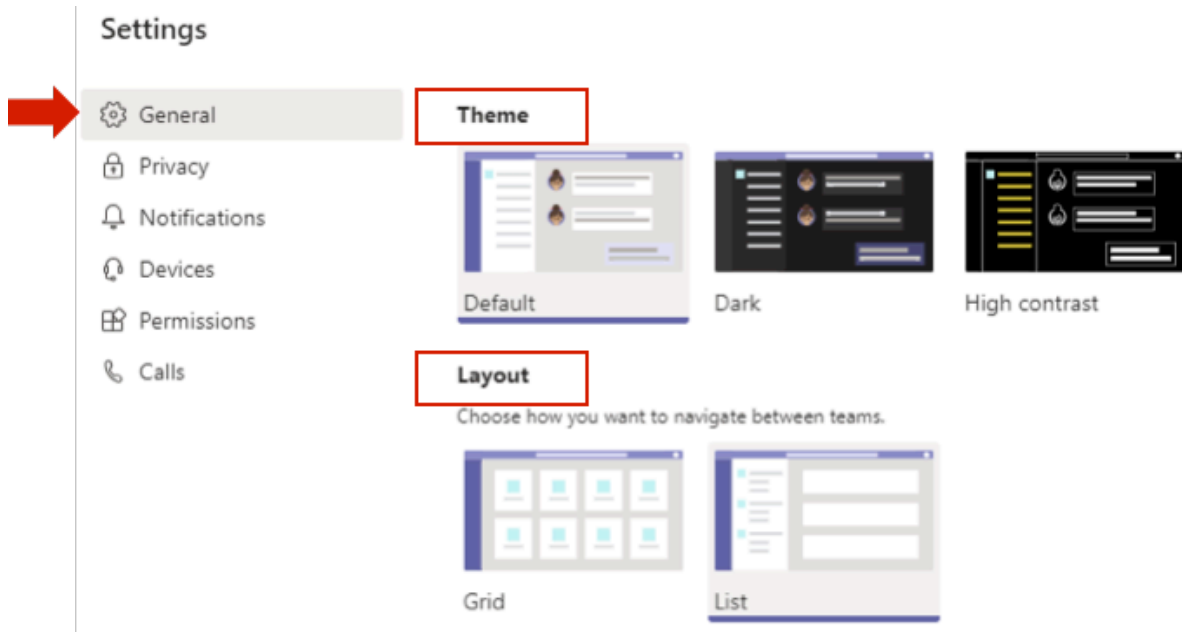 Settings
General
Privacy
Notifications
Devices
Permissions
Calls
Theme
Default
Dark
High contrast
Layout
Choose how you want to navigate between teams.
Grid
List